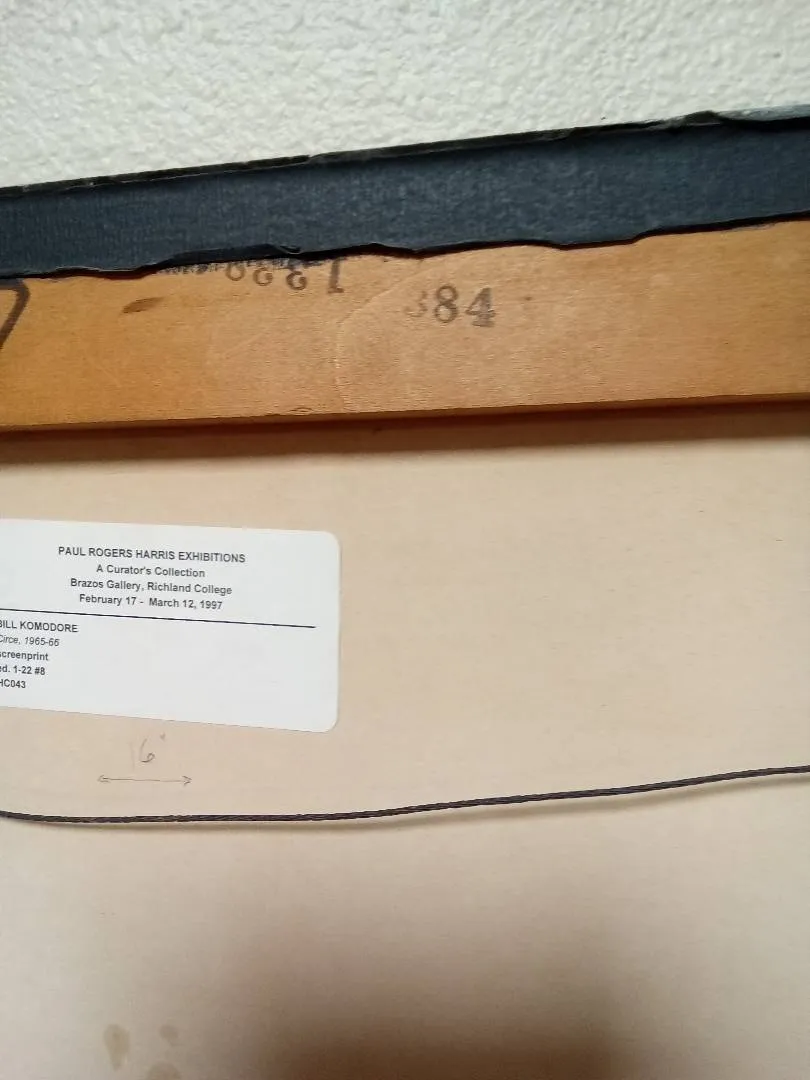 384
PAUL ROGERS HARRIS EXHIBITIONS
A Curator's Collection
Brazos Gallery, Richland College
February 17 - March 12, 1997
BILL KOMODORE
Circe, 1965-66
screenprint
ed. 1-22 #8
HC043
16"